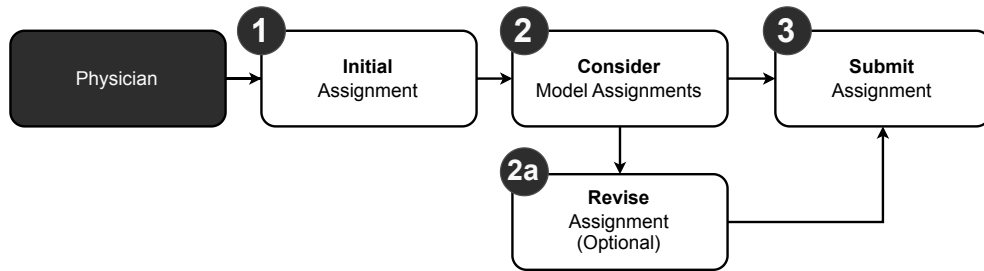 Physician
1
Initial
Assignment
2
Consider
Model Assignments
3
Submit
Assignment
2a
Revise
Assignment
(Optional)